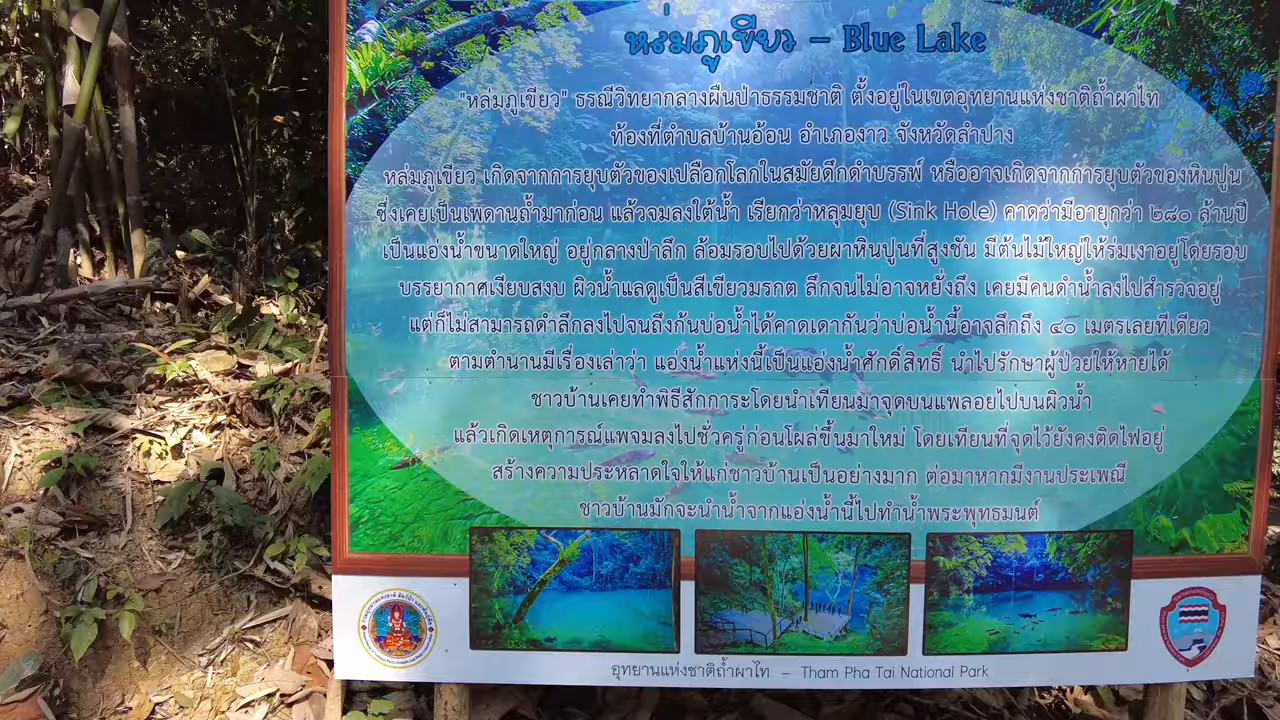 หล่มภูเขียว – Blue Lake
"หล่มภูเขียว" ธรณีวิทยากลางผืนป่าธรรมชาติ ตั้งอยู่ในเขตอุทยานแห่งชาติถ้ำผาไท
ท้องที่ตำบลบ้านอ้อน อำเภองาว จังหวัดลำปาง
หล่มภูเขียว เกิดจากการยุบตัวของเปลือกโลกในสมัยดึกดำบรรพ์ หรืออาจเกิดจากการยุบตัวของหินปูน
ซึ่งเคยเป็นเพดานถ้ำมาก่อน แล้วจมลงใต้น้ำ เรียกว่าหลุมยุบ (Sink Hole) คาดว่ามีอายุกว่า ๒๘๐ ล้านปี
เป็นแอ่งน้ำขนาดใหญ่ อยู่กลางป่าลึก ล้อมรอบไปด้วยผาหินปูนที่สูงชัน มีต้นไม้ใหญ่ให้ร่มเงาอยู่โดยรอบ
บรรยากาศเงียบสงบ ผิวน้ำแลดูเป็นสีเขียวมรกต ลึกจนไม่อาจหยั่งถึง เคยมีคนดำน้ำลงไปสำรวจอยู่
แต่ก็ไม่สามารถดำลึกลงไปจนถึงก้นบ่อน้ำได้คาดเดากันว่าบ่อน้ำนี้อาจลึกถึง ๔๐ เมตรเลยทีเดียว
ตามตำนานมีเรื่องเล่าว่า แอ่งน้ำแห่งนี้เป็นแอ่งน้ำศักดิ์สิทธิ์ นำไปรักษาผู้ป่วยให้หายได้
ชาวบ้านเคยทำพิธีสักการะโดยนำเทียนมาจุดบนแพลอยไปบนผิวน้ำ
แล้วเกิดเหตุการณ์แพจมลงไปชั่วครู่ก่อนโผล่ขึ้นมาใหม่ โดยเทียนที่จุดไว้ยังคงติดไฟอยู่
สร้างความประหลาดใจให้แก่ชาวบ้านเป็นอย่างมาก ต่อมาหากมีงานประเพณี
ชาวบ้านมักจะนำน้ำจากแอ่งน้ำนี้ไปทำน้ำพระพุทธมนต์
อุทยานแห่งชาติถ้ำผาไท – Tham Pha Tai National Park